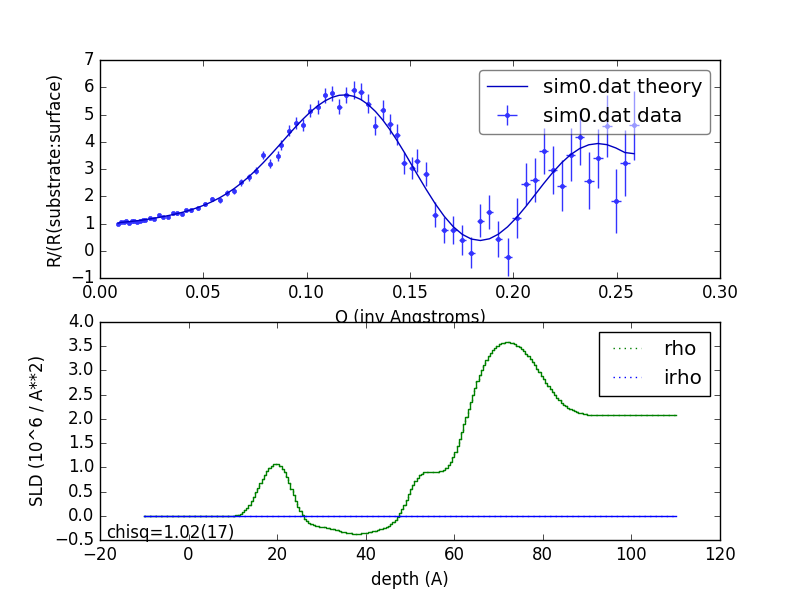 7
6
5
4
3
2
1
0
−1
R/(R(substrate:surface)
sim0.dat theory
sim0.dat data
0.00 0.05 0.10 0.15 0.20 0.25 0.30
Q (inv Angstroms)
4.0
3.5
3.0
2.5
2.0
1.5
1.0
0.5
0.0
−0.5
SLD (10^6 / A**2)
rho
irho
chisq=1.02(17)
−20 0 20 40 60 80 100 120
depth (A)